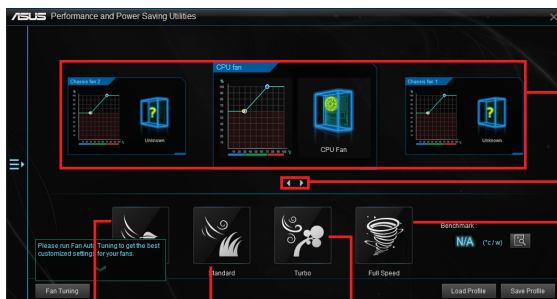 ASUS Performance and Power Saving Utilities
Chassis fan 2
CPU fan
Chassis fan 1
Unknown
CPU Fan
Unknown
Standard
Turbo
Full Speed
Benchmark :
N/A (°c / w)
Please run Fan Auto Tuning to get the best
customized settings for your fans.
Fan Tuning
Load Profile
Save Profile